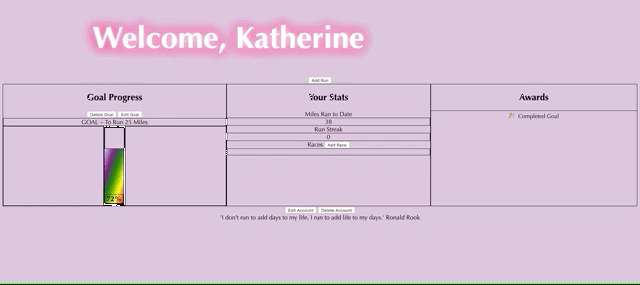 Welcome, Katherine
Add Run
Goal Progress
Delete Goal Edit Goal
GOAL - To Run 25 Miles
72%
Your Stats
Miles Ran to Date
38
Run Streak
0
Races Add Race
Awards
Completed Goal
Edit Account Delete Account
'I don't run to add days to my life, I run to add life to my days.' Ronald Rook